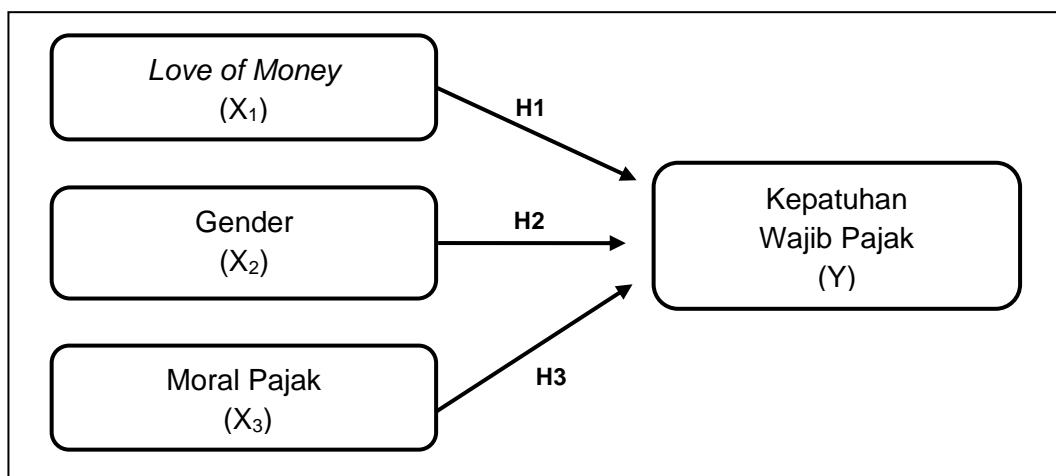 Love of Money
(X₁)
H1
Gender
(X₂)
H2
Moral Pajak
(X₃)
H3
Kepatuhan
Wajib Pajak
(Y)